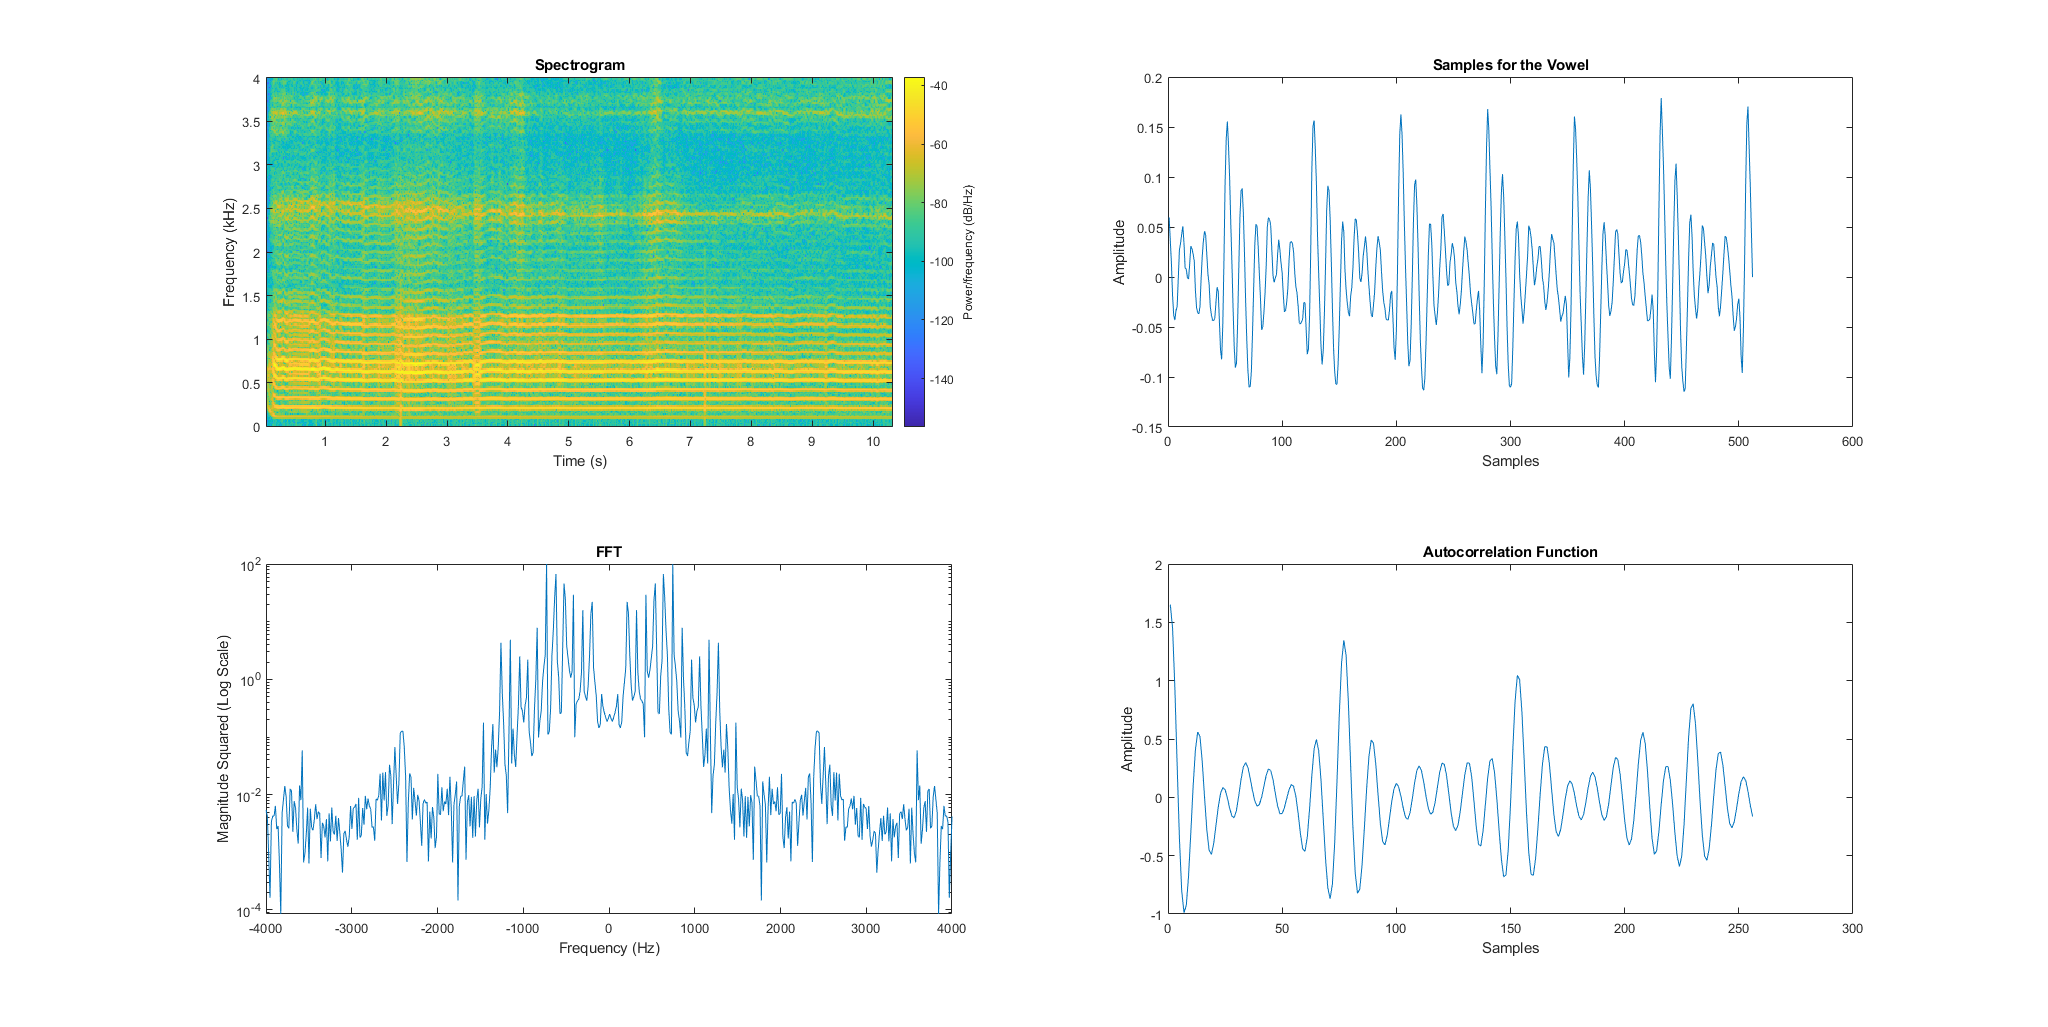 Spectrogram
4
3.5
3
2.5
2
1.5
1
0.5
0
Frequency (kHz)
1 2 3 4 5 6 7 8 9 10
Time (s)
-40
-60
-80
-100
-120
-140
Power/frequency (dB/Hz)
Samples for the Vowel
0.2
0.15
0.1
0.05
0
-0.05
-0.1
-0.15
Amplitude
0 100 200 300 400 500 600
Samples
FFT
10^2
10^0
10^-2
10^-4
Magnitude Squared (Log Scale)
-4000 -3000 -2000 -1000 0 1000 2000 3000 4000
Frequency (Hz)
Autocorrelation Function
2
1.5
1
0.5
0
-0.5
-1
Amplitude
0 50 100 150 200 250 300
Samples